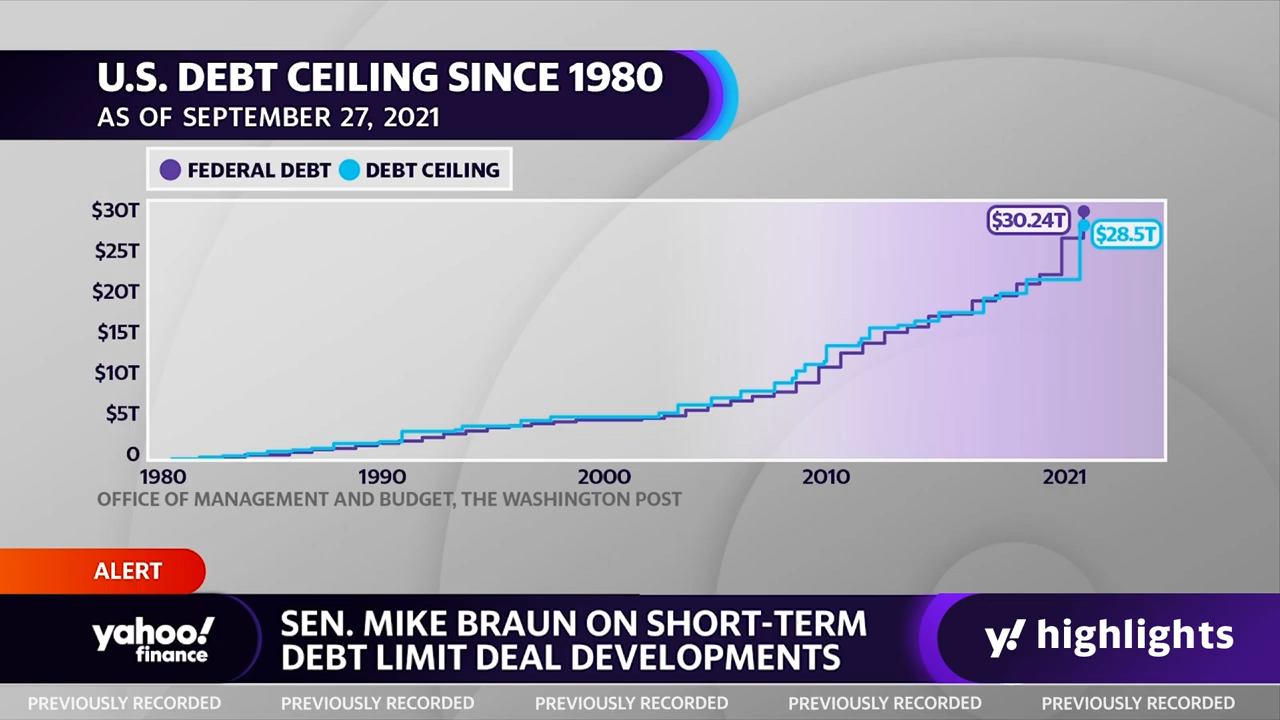 U.S. DEBT CEILING SINCE 1980
AS OF SEPTEMBER 27, 2021
FEDERAL DEBT DEBT CEILING
$30T
$25T
$20T
$15T
$10T
$5T
0
$30.24T
$28.5T
1980 1990 2000 2010 2021
OFFICE OF MANAGEMENT AND BUDGET, THE WASHINGTON POST
ALERT
yahoo!
finance
SEN. MIKE BRAUN ON SHORT-TERM
DEBT LIMIT DEAL DEVELOPMENTS
y! highlights
PREVIOUSLY RECORDED PREVIOUSLY RECORDED PREVIOUSLY RECORDED PREVIOUSLY RECORDED PREVIOUSLY RECORDED